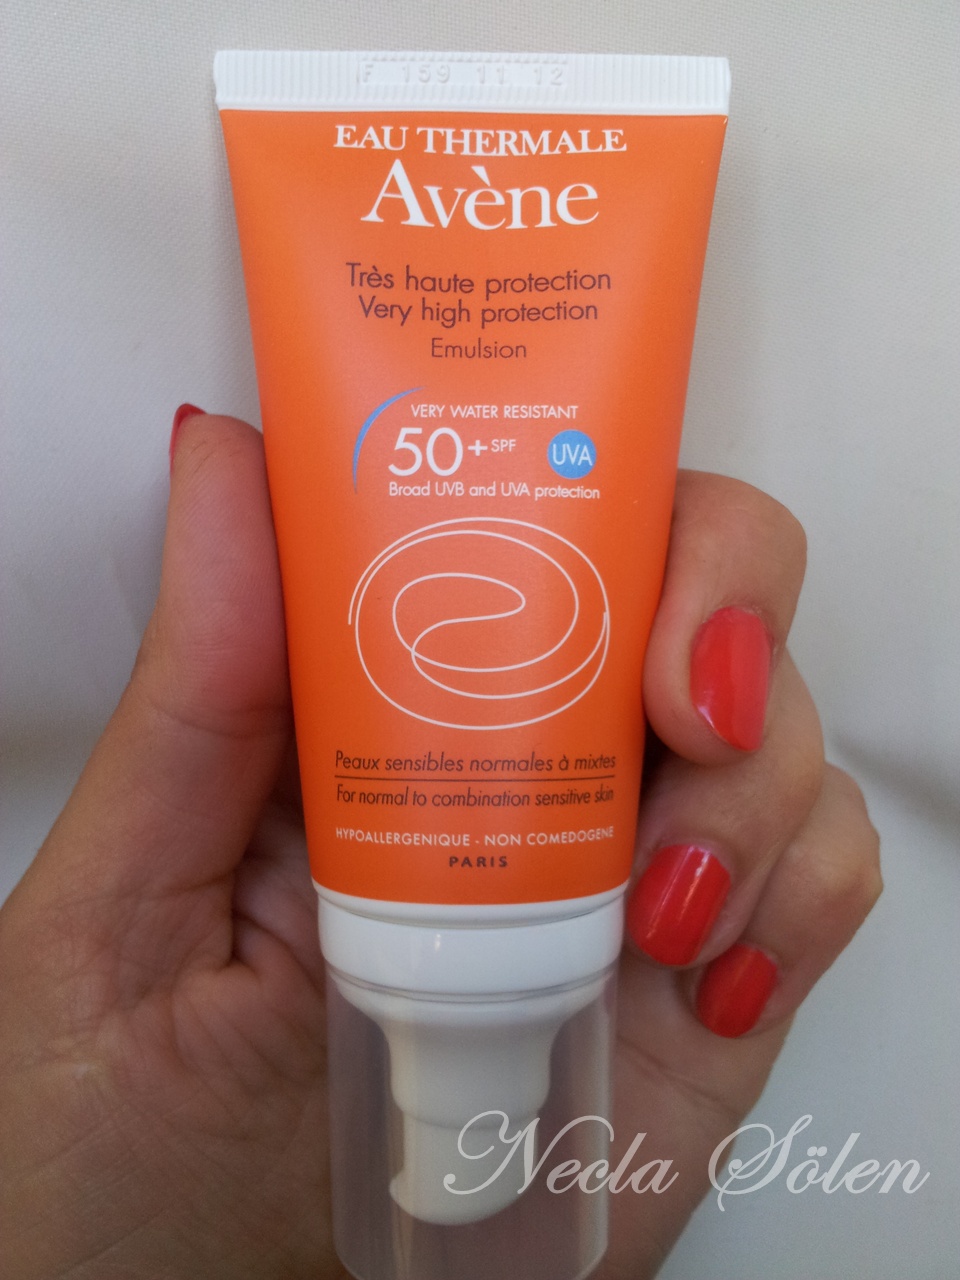 F 159 11 12
EAU THERMALE
Avène
Très haute protection
Very high protection
Emulsion
VERY WATER RESISTANT
50+ SPF UVA
Broad UVB and UVA protection
Peaux sensibles normales à mixtes
For normal to combination sensitive skin
HYPOALLERGENIQUE - NON COMEDOGENE
PARIS
Necla Sölen